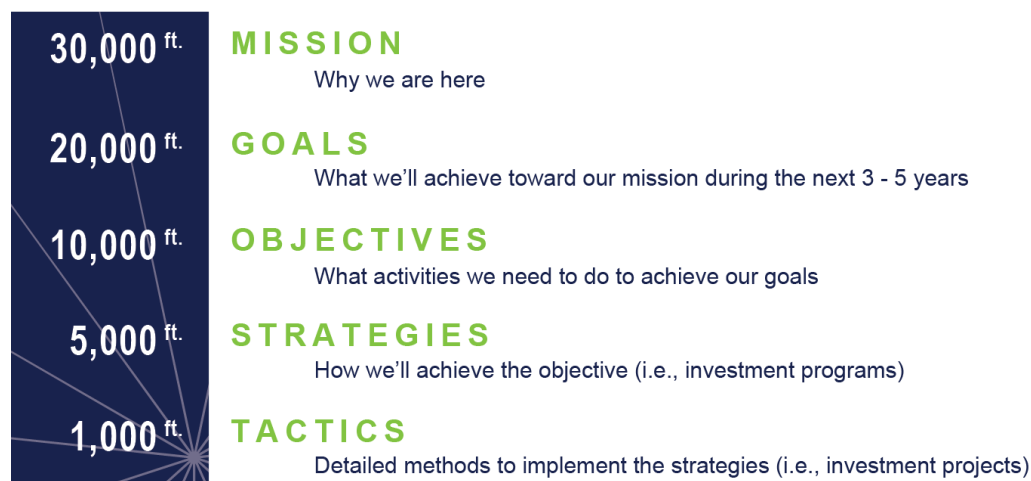 30,000 ft. MISSION
Why we are here
20,000 ft. GOALS
What we’ll achieve toward our mission during the next 3 - 5 years
10,000 ft. OBJECTIVES
What activities we need to do to achieve our goals
5,000 ft. STRATEGIES
How we’ll achieve the objective (i.e., investment programs)
1,000 ft. TACTICS
Detailed methods to implement the strategies (i.e., investment projects)